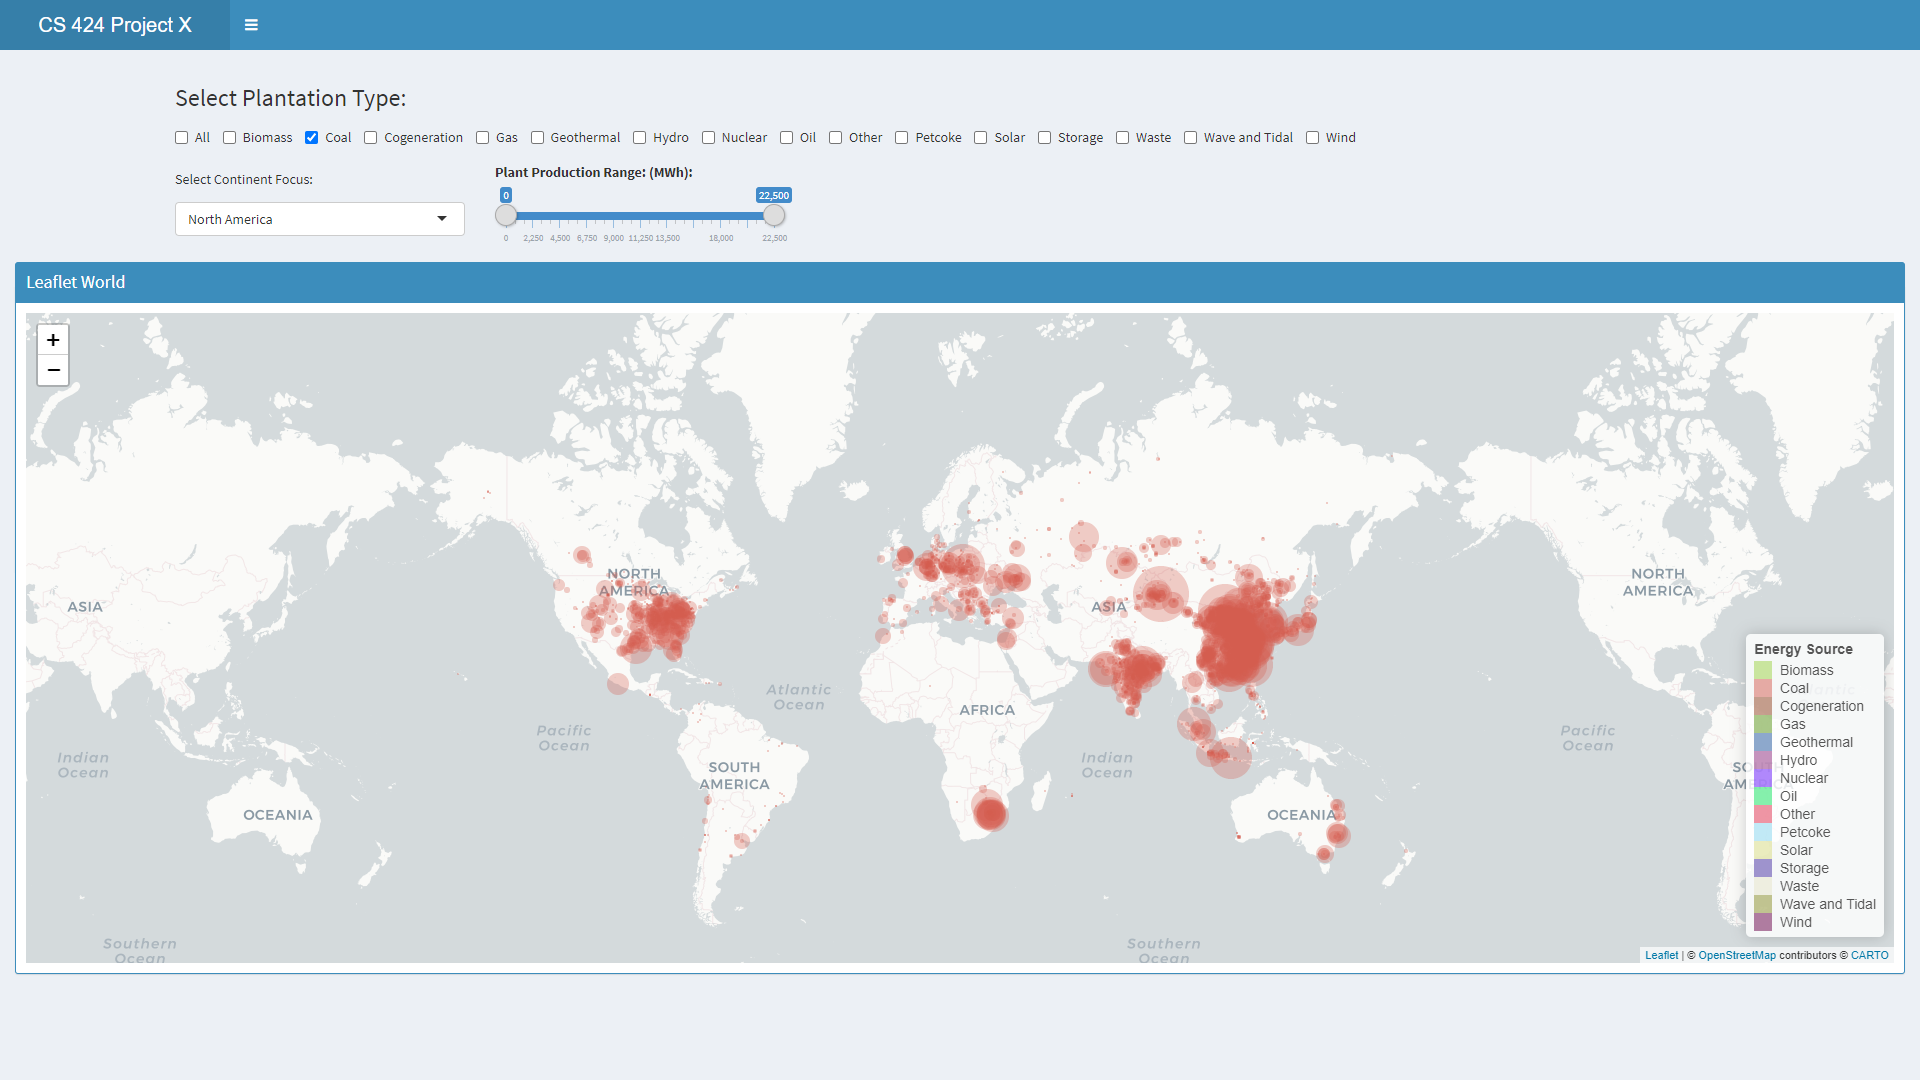 CS 424 Project X
Select Plantation Type:
All Biomass Coal Cogeneration Gas Geothermal Hydro Nuclear Oil Other Petcoke Solar Storage Waste Wave and Tidal Wind
Select Continent Focus:
North America
Plant Production Range: (MWh):
0 22,500
0 2,250 4,500 6,750 9,000 11,250 13,500 18,000 22,500
Leaflet World
+
−
NORTH
AMERICA
NORTH
AMERICA
ASIA
ASIA
Atlantic
Ocean
AFRICA
Pacific
Ocean
Pacific
Ocean
Indian
Ocean
Indian
Ocean
SOUTH
AMERICA
OCEANIA
OCEANIA
Southern
Ocean
Southern
Ocean
Energy Source
Biomass
Coal
Cogeneration
Gas
Geothermal
Hydro
Nuclear
Oil
Other
Petcoke
Solar
Storage
Waste
Wave and Tidal
Wind
Leaflet | © OpenStreetMap contributors © CARTO